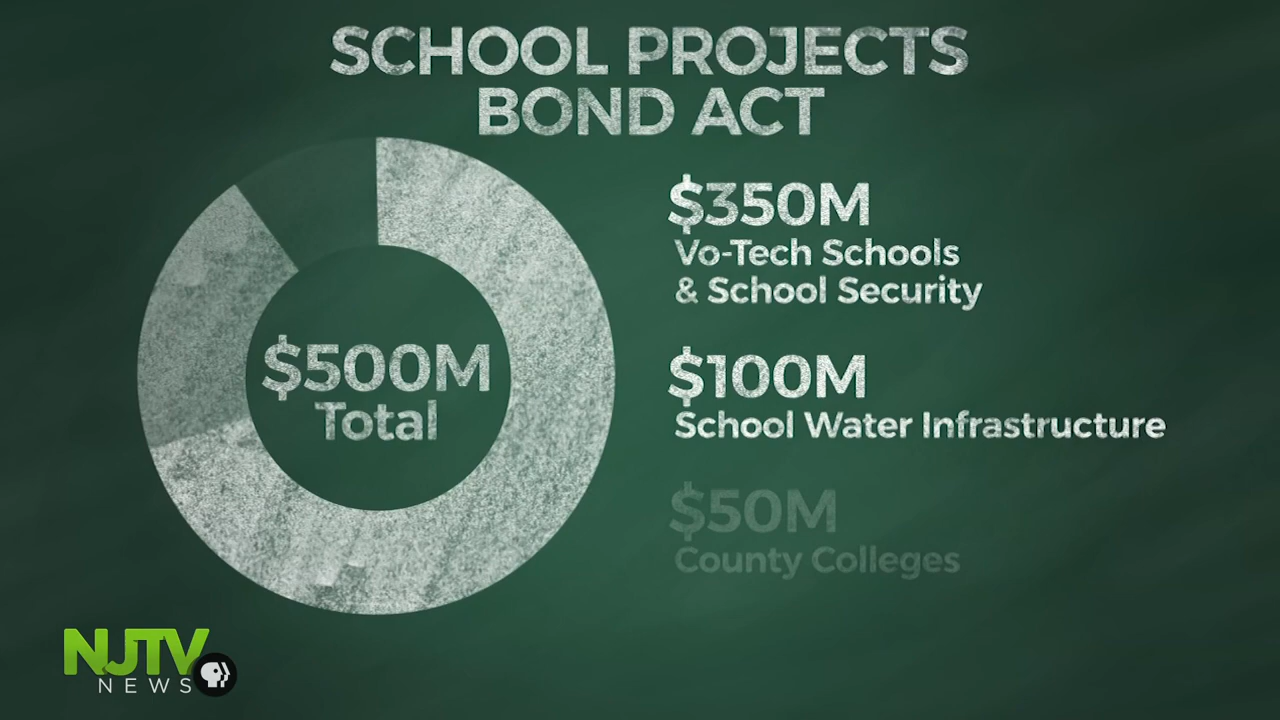 SCHOOL PROJECTS
BOND ACT
$500M
Total
$350M
Vo-Tech Schools
& School Security
$100M
School Water Infrastructure
$50M
County Colleges
NJTV
NEWS